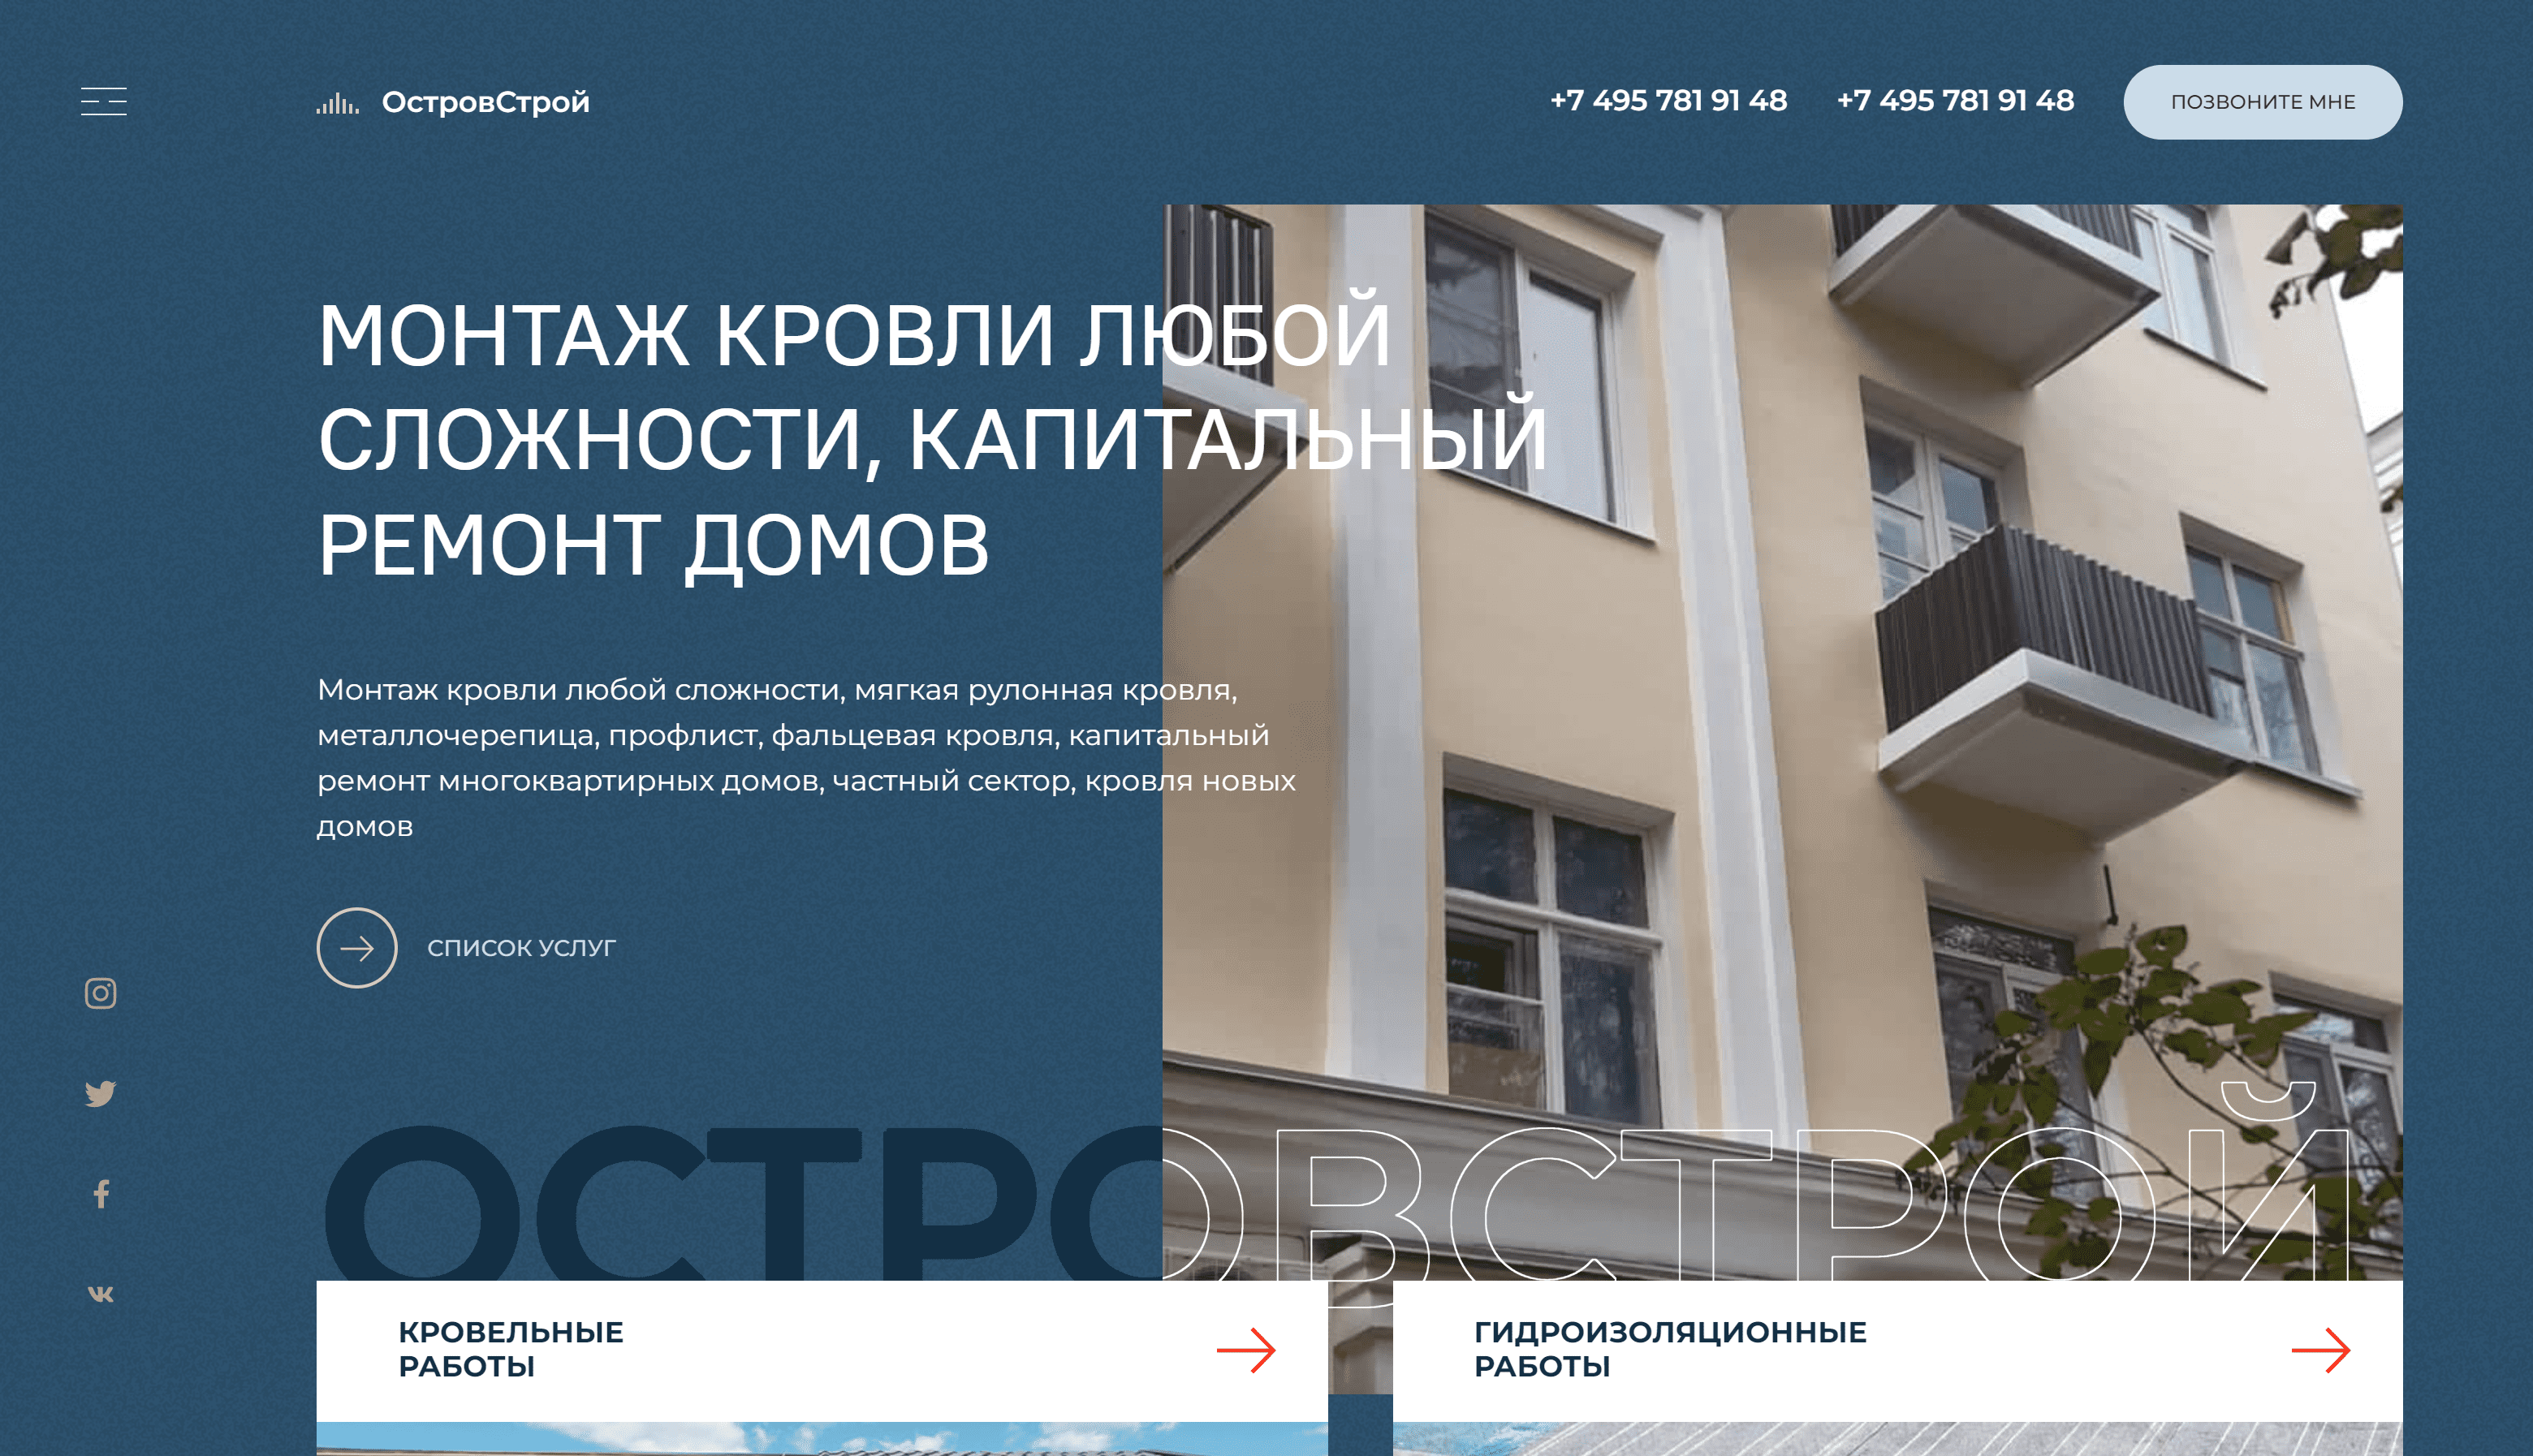 ОстровСтрой
+7 495 781 91 48
+7 495 781 91 48
ПОЗВОНИТЕ МНЕ
МОНТАЖ КРОВЛИ ЛЮБОЙ
СЛОЖНОСТИ, КАПИТАЛЬНЫЙ
РЕМОНТ ДОМОВ
Монтаж кровли любой сложности, мягкая рулонная кровля,
металлочерепица, профлист, фальцевая кровля, капитальный
ремонт многоквартирных домов, частный сектор, кровля новых
домов
СПИСОК УСЛУГ
ОСТРОВСТРОЙ
КРОВЕЛЬНЫЕ
РАБОТЫ
ГИДРОИЗОЛЯЦИОННЫЕ
РАБОТЫ